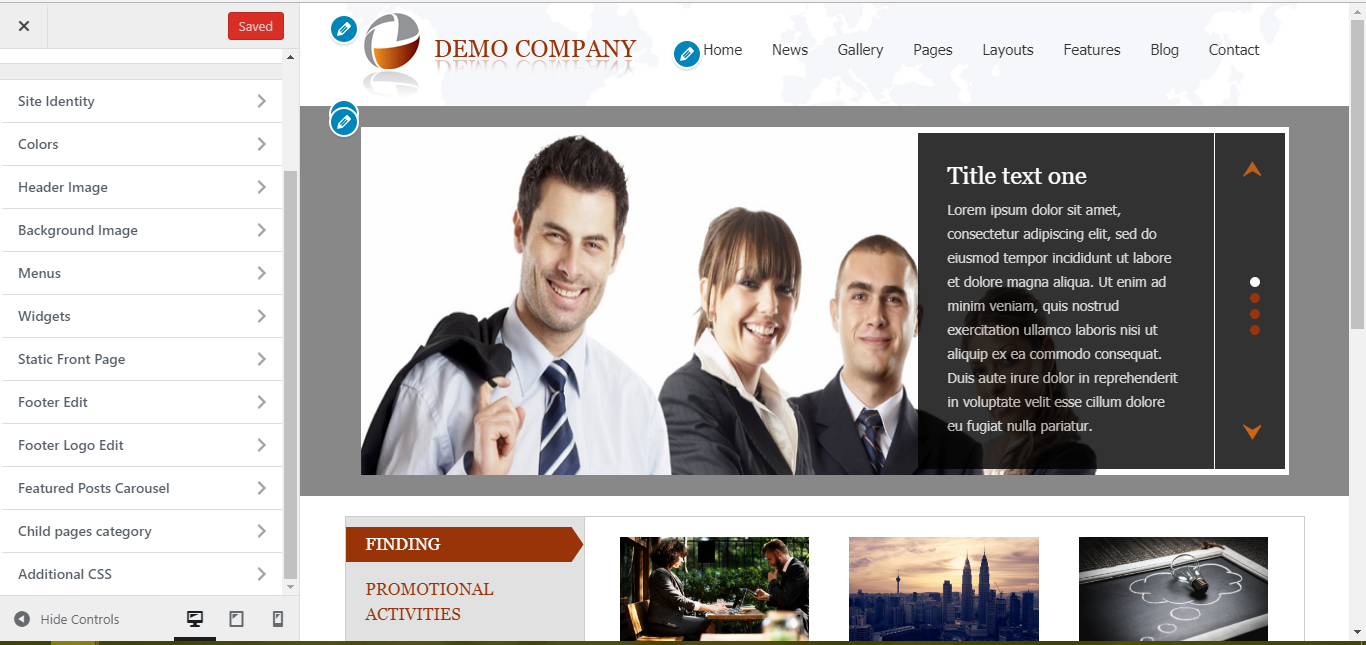 Saved
Site Identity
Colors
Header Image
Background Image
Menus
Widgets
Static Front Page
Footer Edit
Footer Logo Edit
Featured Posts Carousel
Child pages category
Additional CSS
Hide Controls
DEMO COMPANY
Home News Gallery Pages Layouts Features Blog Contact
Title text one
Lorem ipsum dolor sit amet,
consectetur adipiscing elit, sed do
eiusmod tempor incididunt ut labore
et dolore magna aliqua. Ut enim ad
minim veniam, quis nostrud
exercitation ullamco laboris nisi ut
aliquip ex ea commodo consequat.
Duis aute irure dolor in reprehenderit
in voluptate velit esse cillum dolore
eu fugiat nulla pariatur.
FINDING
PROMOTIONAL
ACTIVITIES